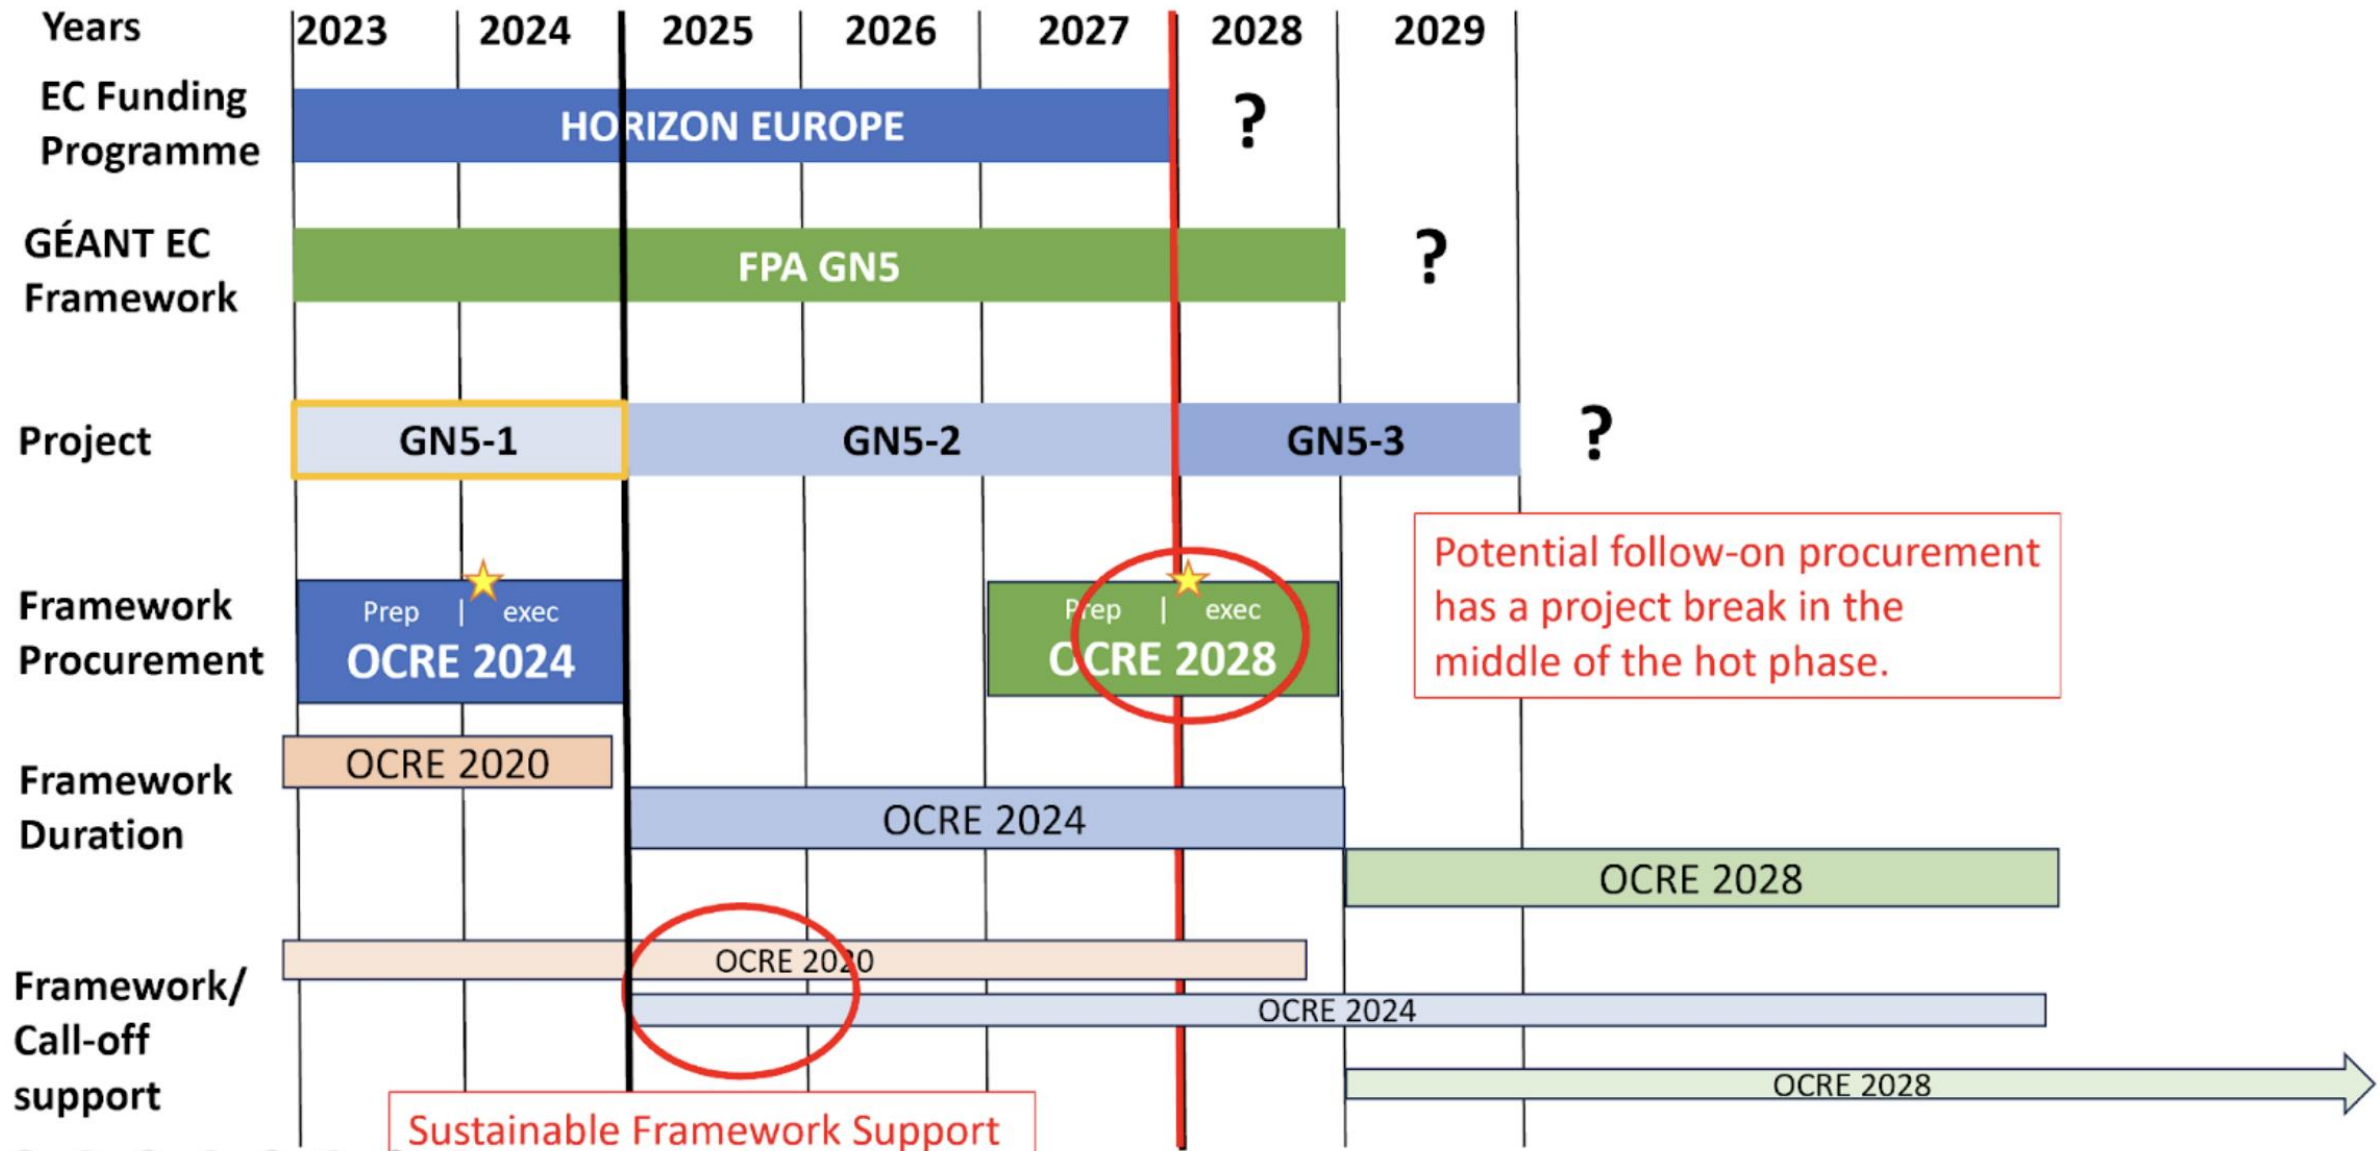 Years 2023 2024 2025 2026 2027 2028 2029
EC Funding
Programme
HORIZON EUROPE
?
GÉANT EC
Framework
FPA GN5
?
Project
GN5-1
GN5-2
GN5-3
?
Framework
Procurement
Prep | exec
OCRE 2024
Prep | exec
OCRE 2028
Potential follow-on procurement
has a project break in the
middle of the hot phase.
Framework
Duration
OCRE 2020
OCRE 2024
OCRE 2028
Framework/
Call-off
support
OCRE 2020
OCRE 2024
OCRE 2028
Sustainable Framework Support